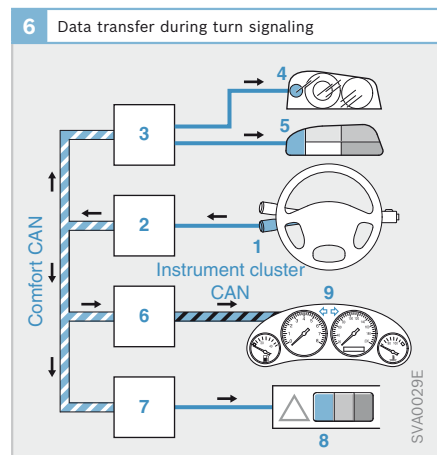 6 Data transfer during turn signaling
4
3
5
2
1
Comfort CAN
Instrument cluster
CAN
9
6
7
8
SVA0029E